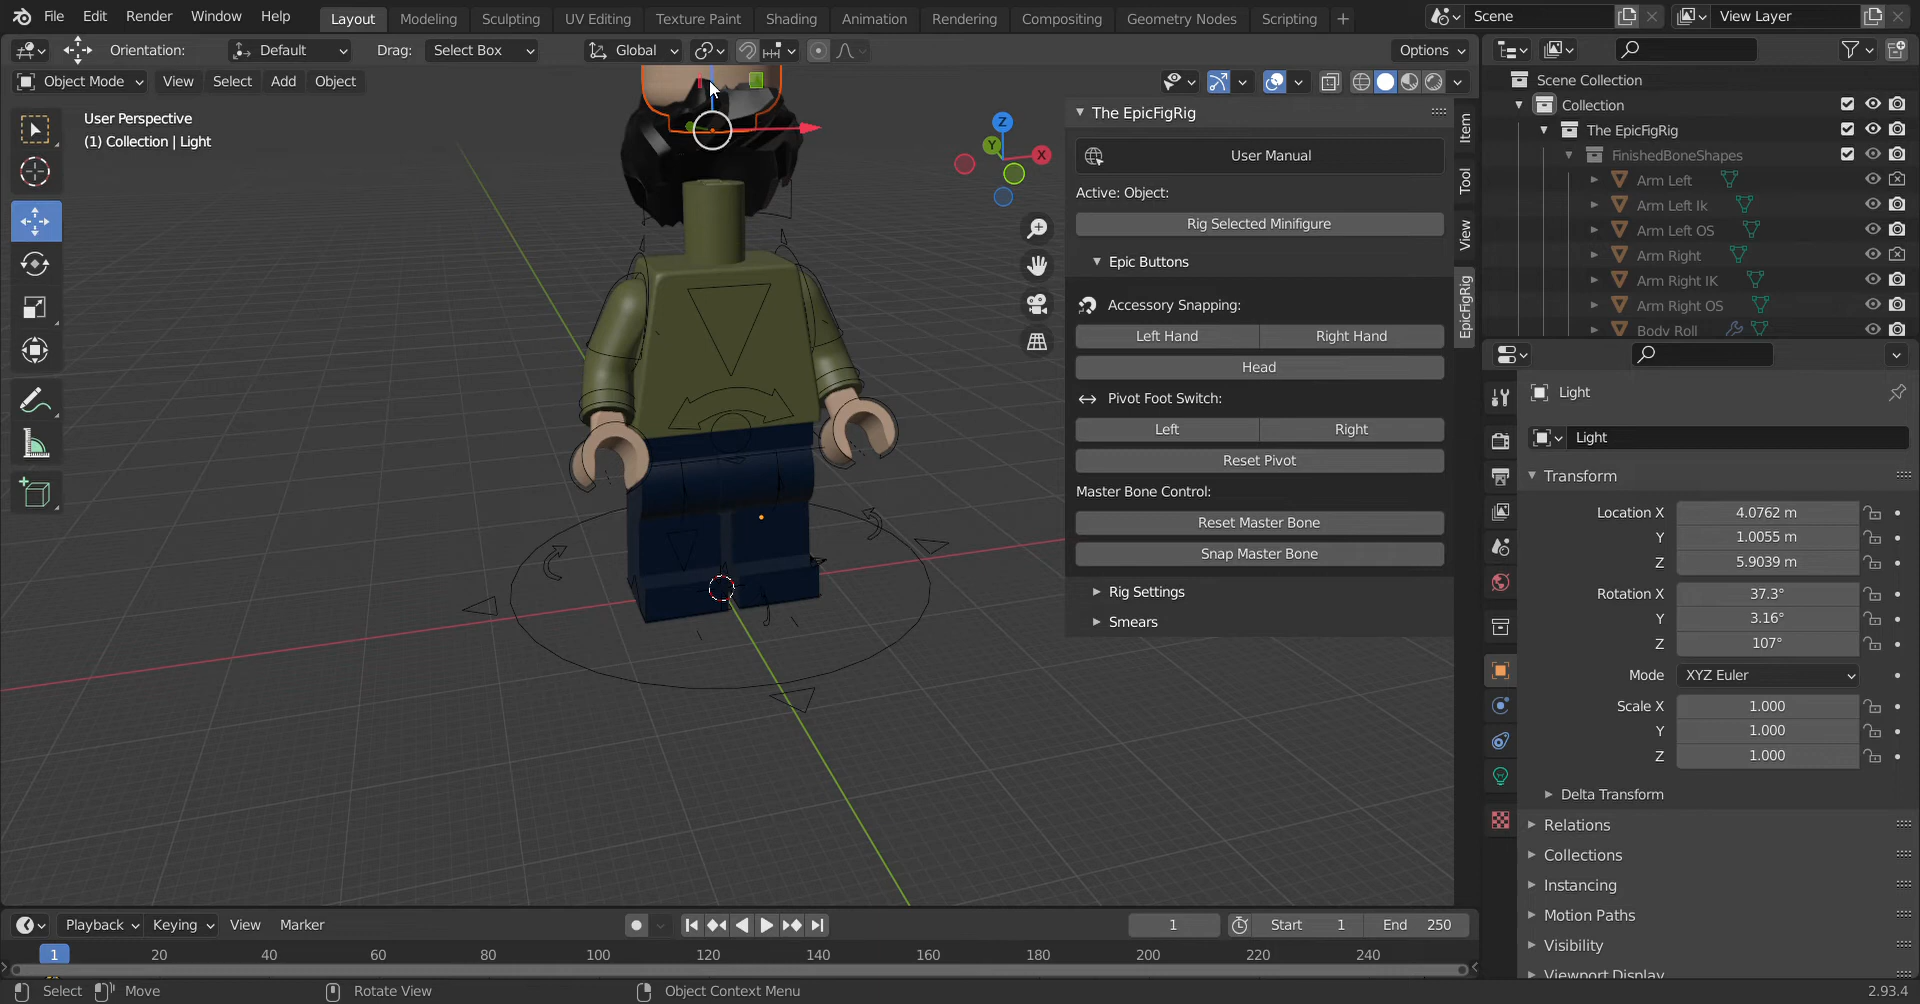 File Edit Render Window Help Layout Modeling Sculpting UV Editing Texture Paint Shading Animation Rendering Compositing Geometry Nodes Scripting + Scene View Layer
Orientation: Default Drag: Select Box Global Options
Object Mode View Select Add Object
User Perspective
(1) Collection | Light
Z
Y
X
The EpicFigRig
User Manual
Active: Object:
Rig Selected Minifigure
Epic Buttons
Accessory Snapping:
Left Hand Right Hand
Head
Pivot Foot Switch:
Left Right
Reset Pivot
Master Bone Control:
Reset Master Bone
Snap Master Bone
Rig Settings
Smears
Item
Tool
View
EpicFigRig
Scene Collection
Collection
The EpicFigRig
FinishedBoneShapes
Arm Left
Arm Left Ik
Arm Left OS
Arm Right
Arm Right IK
Arm Right OS
Body Roll
Light
Light
Transform
Location X 4.0762 m
Y 1.0055 m
Z 5.9039 m
Rotation X 37.3°
Y 3.16°
Z 107°
Mode XYZ Euler
Scale X 1.000
Y 1.000
Z 1.000
Delta Transform
Relations
Collections
Instancing
Motion Paths
Visibility
Viewport Display
Playback Keying View Marker 1 Start 1 End 250
1 20 40 60 80 100 120 140 160 180 200 220 240
Select Move Rotate View Object Context Menu 2.93.4